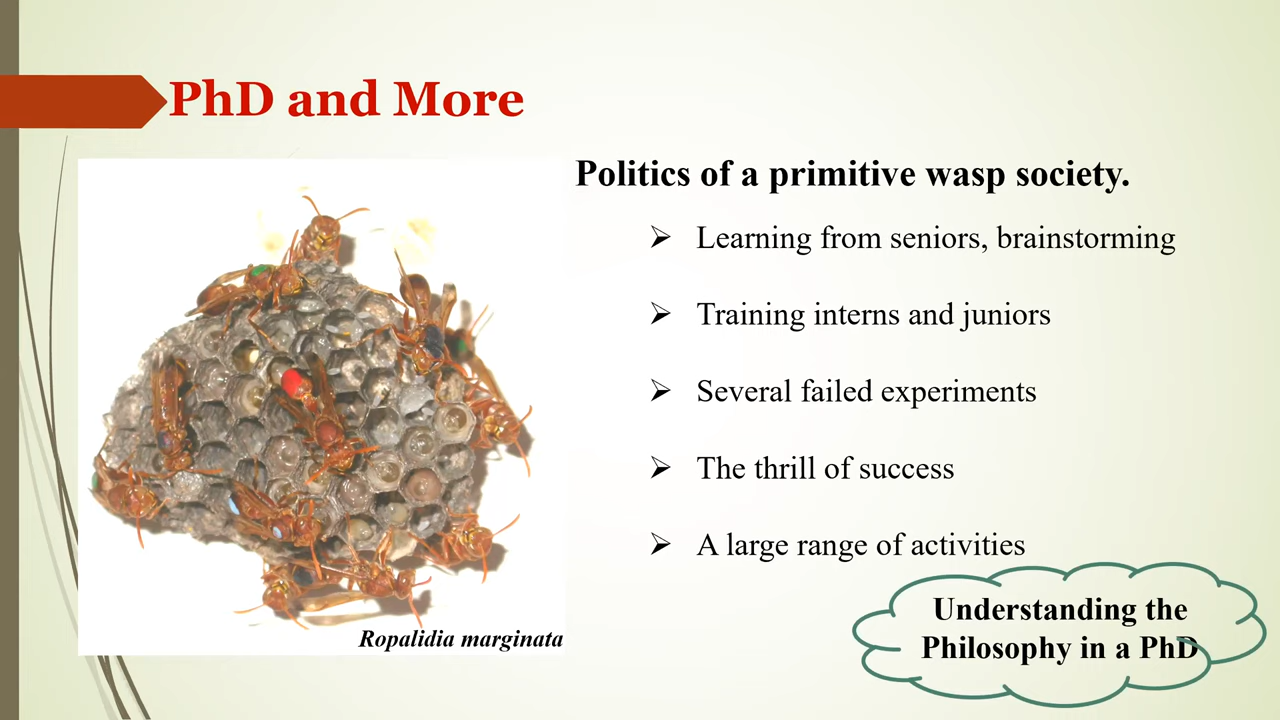 PhD and More
Politics of a primitive wasp society.
➢ Learning from seniors, brainstorming
➢ Training interns and juniors
➢ Several failed experiments
➢ The thrill of success
➢ A large range of activities
Understanding the
Philosophy in a PhD
Ropalidia marginata